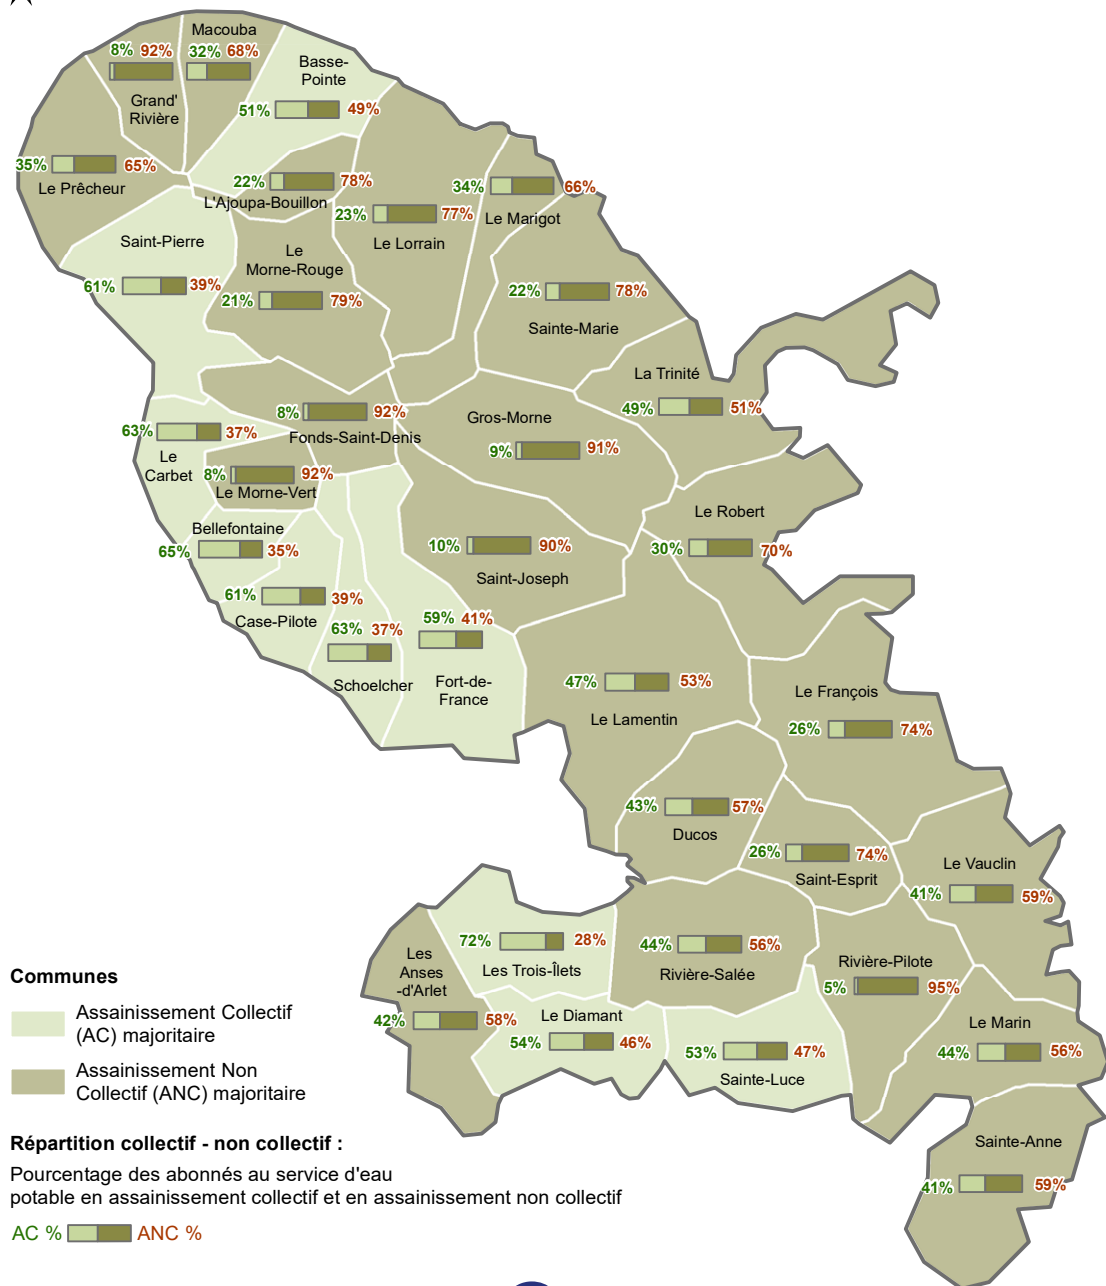 Macouba
8% 92% 32% 68%
Grand'
Rivière
Basse-
Pointe
51% 49%
35% 65%
Le Prêcheur
22% 78%
L'Ajoupa-Bouillon
34% 66%
Le Marigot
23% 77%
Le Lorrain
Saint-Pierre
61% 39%
Le
Morne-Rouge
21% 79%
22% 78%
Sainte-Marie
La Trinité
49% 51%
8% 92%
Fonds-Saint-Denis
Gros-Morne
9% 91%
63% 37%
Le
Carbet
8% 92%
Le Morne-Vert
Le Robert
30% 70%
Bellefontaine
65% 35%
10% 90%
Saint-Joseph
61% 39%
Case-Pilote
63% 37%
Schoelcher
59% 41%
Fort-de-
France
47% 53%
Le Lamentin
Le François
26% 74%
43% 57%
Ducos
26% 74%
Saint-Esprit
Le Vauclin
41% 59%
72% 28%
Les Trois-Îlets
44% 56%
Rivière-Salée
Rivière-Pilote
5% 95%
Les
Anses
-d'Arlet
42% 58%
Le Diamant
54% 46%
53% 47%
Sainte-Luce
Le Marin
44% 56%
Sainte-Anne
41% 59%
Communes
Assainissement Collectif
(AC) majoritaire
Assainissement Non
Collectif (ANC) majoritaire
Répartition collectif - non collectif :
Pourcentage des abonnés au service d'eau
potable en assainissement collectif et en assainissement non collectif
AC % ANC %